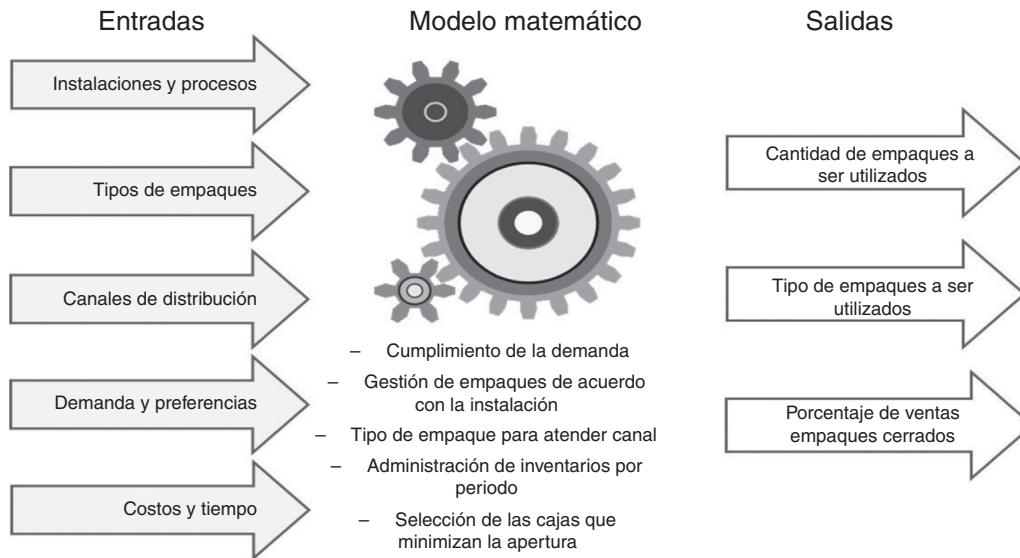 Entradas
Instalaciones y procesos
Tipos de empaques
Canales de distribución
Demanda y preferencias
Costos y tiempo
Modelo matemático
– Cumplimiento de la demanda
– Gestión de empaques de acuerdo
con la instalación
– Tipo de empaque para atender canal
– Administración de inventarios por
periodo
– Selección de las cajas que
minimizan la apertura
Salidas
Cantidad de empaques a
ser utilizados
Tipo de empaques a ser
utilizados
Porcentaje de ventas
empaques cerrados